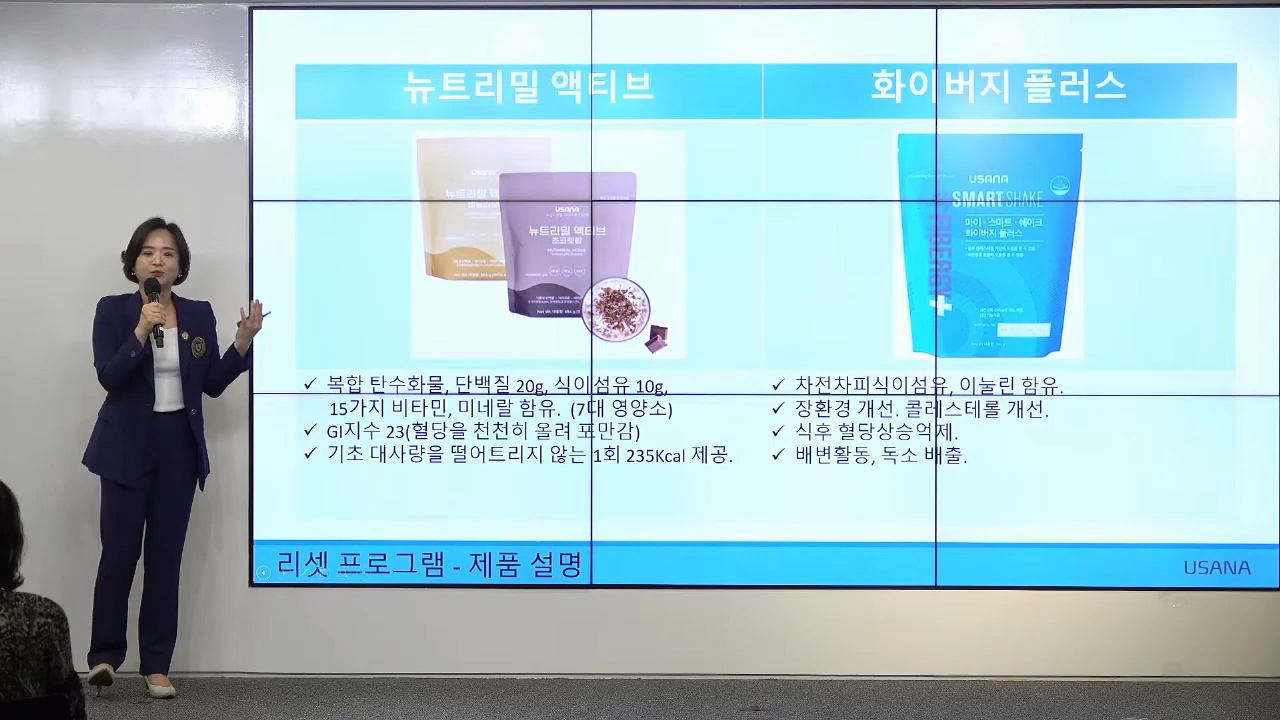 뉴트리밀 액티브
화이버지 플러스
USANA
뉴트리밀 액티브
초코렛향
USANA
SMART SHAKE
마이·스마트·쉐이크
화이버지 플러스
FIBERGY
✓ 복합 탄수화물, 단백질 20g, 식이섬유 10g,
15가지 비타민, 미네랄 함유. (7대 영양소)
✓ GI지수 23(혈당을 천천히 올려 포만감)
✓ 기초 대사량을 떨어트리지 않는 1회 235Kcal 제공.
✓ 차전차피식이섬유, 이눌린 함유.
✓ 장환경 개선. 콜레스테롤 개선.
✓ 식후 혈당상승억제.
✓ 배변활동, 독소 배출.
리셋 프로그램 - 제품 설명
USANA